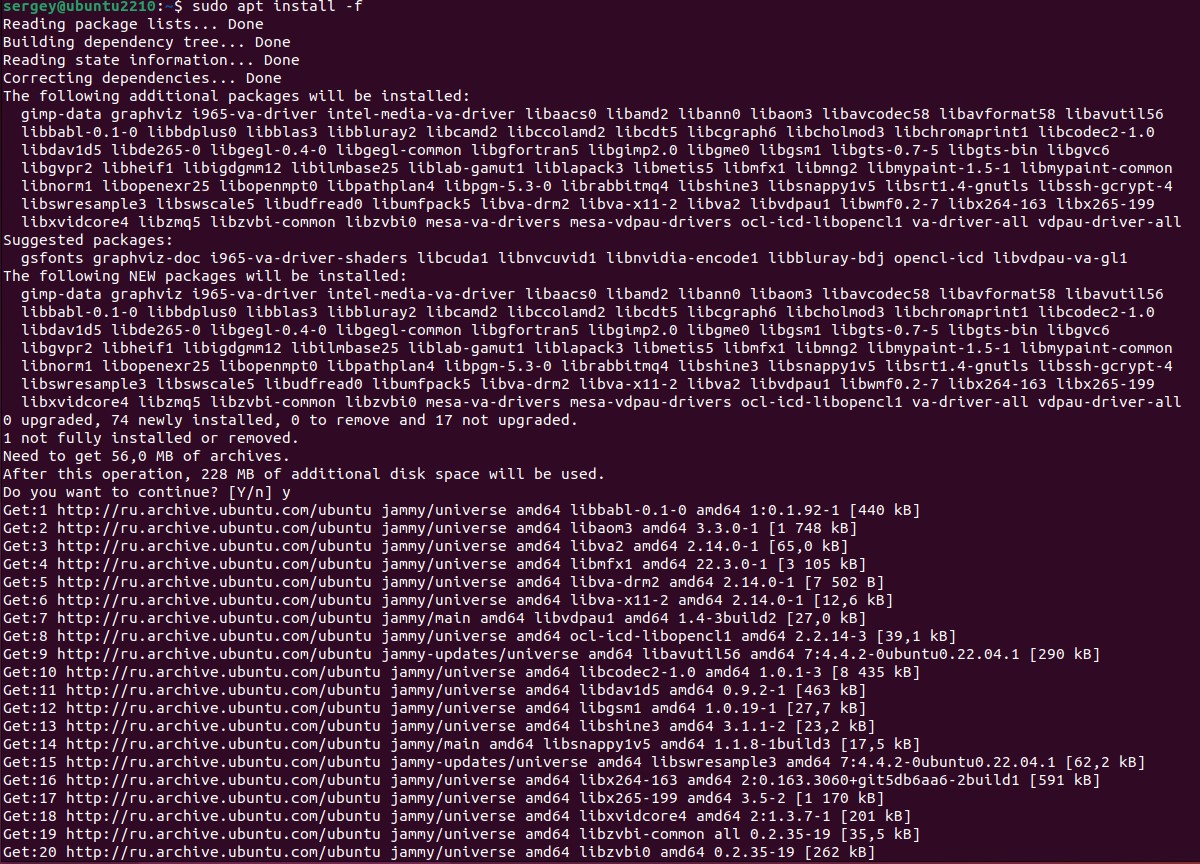 sergey@ubuntu2210:~$ sudo apt install -f
Reading package lists... Done
Building dependency tree... Done
Reading state information... Done
Correcting dependencies... Done
The following additional packages will be installed:
  gimp-data graphviz i965-va-driver intel-media-va-driver libaacs0 libamd2 libann0 libaom3 libavcodec58 libavformat58 libavutil56
  libbabl-0.1-0 libbdplus0 libblas3 libbluray2 libcamd2 libccolamd2 libcdt5 libcgraph6 libcholmod3 libchromaprint1 libcodec2-1.0
  libdav1d5 libde265-0 libgegl-0.4-0 libgegl-common libgfortran5 libgimp2.0 libgme0 libgsm1 libgts-0.7-5 libgts-bin libgvc6
  libgvpr2 libheif1 libigdgmm12 libilmbase25 liblab-gamut1 liblapack3 libmetis5 libmfx1 libmng2 libmypaint-1.5-1 libmypaint-common
  libnorm1 libopenexr25 libopenmpt0 libpathplan4 libpgm-5.3-0 librabbitmq4 libshine3 libsnappy1v5 libsrt1.4-gnutls libssh-gcrypt-4
  libswresample3 libswscale5 libudfread0 libumfpack5 libva-drm2 libva-x11-2 libva2 libvdpau1 libwmf0.2-7 libx264-163 libx265-199
  libxvidcore4 libzmq5 libzvbi-common libzvbi0 mesa-va-drivers mesa-vdpau-drivers ocl-icd-libopencl1 va-driver-all vdpau-driver-all
Suggested packages:
  gsfonts graphviz-doc i965-va-driver-shaders libcuda1 libnvcuvid1 libnvidia-encode1 libbluray-bdj opencl-icd libvdpau-va-gl1
The following NEW packages will be installed:
  gimp-data graphviz i965-va-driver intel-media-va-driver libaacs0 libamd2 libann0 libaom3 libavcodec58 libavformat58 libavutil56
  libbabl-0.1-0 libbdplus0 libblas3 libbluray2 libcamd2 libccolamd2 libcdt5 libcgraph6 libcholmod3 libchromaprint1 libcodec2-1.0
  libdav1d5 libde265-0 libgegl-0.4-0 libgegl-common libgfortran5 libgimp2.0 libgme0 libgsm1 libgts-0.7-5 libgts-bin libgvc6
  libgvpr2 libheif1 libigdgmm12 libilmbase25 liblab-gamut1 liblapack3 libmetis5 libmfx1 libmng2 libmypaint-1.5-1 libmypaint-common
  libnorm1 libopenexr25 libopenmpt0 libpathplan4 libpgm-5.3-0 librabbitmq4 libshine3 libsnappy1v5 libsrt1.4-gnutls libssh-gcrypt-4
  libswresample3 libswscale5 libudfread0 libumfpack5 libva-drm2 libva-x11-2 libva2 libvdpau1 libwmf0.2-7 libx264-163 libx265-199
  libxvidcore4 libzmq5 libzvbi-common libzvbi0 mesa-va-drivers mesa-vdpau-drivers ocl-icd-libopencl1 va-driver-all vdpau-driver-all
0 upgraded, 74 newly installed, 0 to remove and 17 not upgraded.
1 not fully installed or removed.
Need to get 56,0 MB of archives.
After this operation, 228 MB of additional disk space will be used.
Do you want to continue? [Y/n] y
Get:1 http://ru.archive.ubuntu.com/ubuntu jammy/universe amd64 libbabl-0.1-0 amd64 1:0.1.92-1 [440 kB]
Get:2 http://ru.archive.ubuntu.com/ubuntu jammy/universe amd64 libaom3 amd64 3.3.0-1 [1 748 kB]
Get:3 http://ru.archive.ubuntu.com/ubuntu jammy/universe amd64 libva2 amd64 2.14.0-1 [65,0 kB]
Get:4 http://ru.archive.ubuntu.com/ubuntu jammy/universe amd64 libmfx1 amd64 22.3.0-1 [3 105 kB]
Get:5 http://ru.archive.ubuntu.com/ubuntu jammy/universe amd64 libva-drm2 amd64 2.14.0-1 [7 502 B]
Get:6 http://ru.archive.ubuntu.com/ubuntu jammy/universe amd64 libva-x11-2 amd64 2.14.0-1 [12,6 kB]
Get:7 http://ru.archive.ubuntu.com/ubuntu jammy/main amd64 libvdpau1 amd64 1.4-3build2 [27,0 kB]
Get:8 http://ru.archive.ubuntu.com/ubuntu jammy/universe amd64 ocl-icd-libopencl1 amd64 2.2.14-3 [39,1 kB]
Get:9 http://ru.archive.ubuntu.com/ubuntu jammy-updates/universe amd64 libavutil56 amd64 7:4.4.2-0ubuntu0.22.04.1 [290 kB]
Get:10 http://ru.archive.ubuntu.com/ubuntu jammy/universe amd64 libcodec2-1.0 amd64 1.0.1-3 [8 435 kB]
Get:11 http://ru.archive.ubuntu.com/ubuntu jammy/universe amd64 libdav1d5 amd64 0.9.2-1 [463 kB]
Get:12 http://ru.archive.ubuntu.com/ubuntu jammy/universe amd64 libgsm1 amd64 1.0.19-1 [27,7 kB]
Get:13 http://ru.archive.ubuntu.com/ubuntu jammy/universe amd64 libshine3 amd64 3.1.1-2 [23,2 kB]
Get:14 http://ru.archive.ubuntu.com/ubuntu jammy/main amd64 libsnappy1v5 amd64 1.1.8-1build3 [17,5 kB]
Get:15 http://ru.archive.ubuntu.com/ubuntu jammy-updates/universe amd64 libswresample3 amd64 7:4.4.2-0ubuntu0.22.04.1 [62,2 kB]
Get:16 http://ru.archive.ubuntu.com/ubuntu jammy/universe amd64 libx264-163 amd64 2:0.163.3060+git5db6aa6-2build1 [591 kB]
Get:17 http://ru.archive.ubuntu.com/ubuntu jammy/universe amd64 libx265-199 amd64 3.5-2 [1 170 kB]
Get:18 http://ru.archive.ubuntu.com/ubuntu jammy/universe amd64 libxvidcore4 amd64 2:1.3.7-1 [201 kB]
Get:19 http://ru.archive.ubuntu.com/ubuntu jammy/universe amd64 libzvbi-common all 0.2.35-19 [35,5 kB]
Get:20 http://ru.archive.ubuntu.com/ubuntu jammy/universe amd64 libzvbi0 amd64 0.2.35-19 [262 kB]